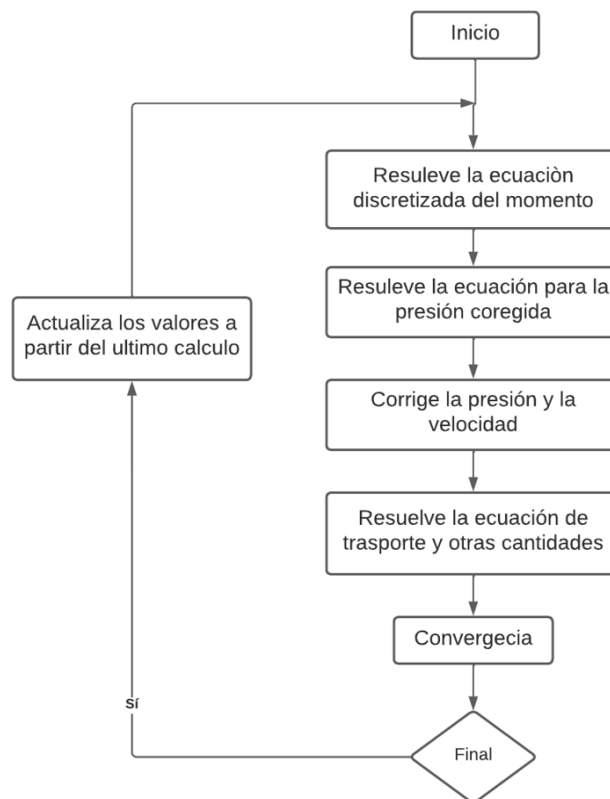 Inicio
Resuleve la ecuaciòn
discretizada del momento
Resuleve la ecuación para la
presión coregida
Actualiza los valores a
partir del ultimo calculo
Corrige la presión y la
velocidad
Resuelve la ecuación de
trasporte y otras cantidades
Convergecia
Sí
Final